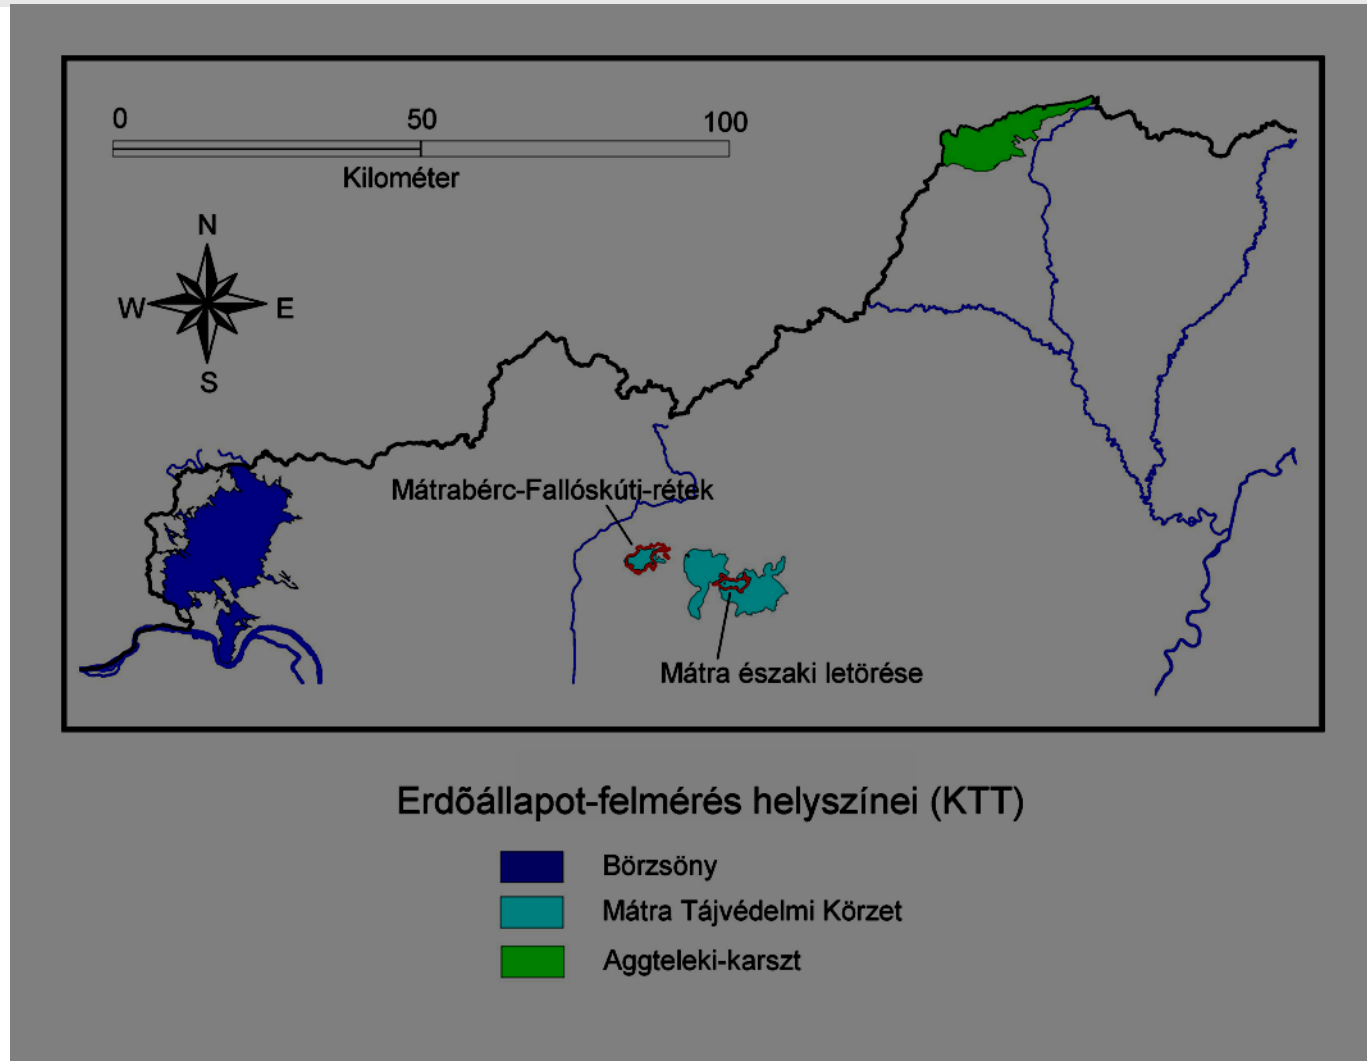 0 50 100
Kilométer
N
W E
S
Mátrabérc-Fallóskúti-rétek
Mátra északi letörése
Erdõállapot-felmérés helyszínei (KTT)
Börzsöny
Mátra Tájvédelmi Körzet
Aggteleki-karszt